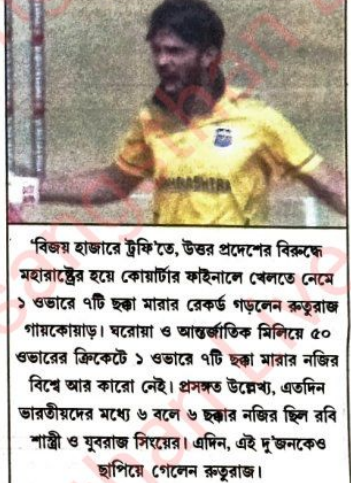 MAHARASHTRA
'বিজয় হাজারে ট্রফি'তে, উত্তর প্রদেশের বিরুদ্ধে
মহারাষ্ট্রের হয়ে কোয়ার্টার ফাইনালে খেলতে নেমে
১ ওভারে ৭টি ছক্কা মারার রেকর্ড গড়লেন রুতুরাজ
গায়কোয়াড়। ঘরোয়া ও আন্তর্জাতিক মিলিয়ে ৫০
ওভারের ক্রিকেটে ১ ওভারে ৭টি ছক্কা মারার নজির
বিশ্বে আর কারো নেই। প্রসঙ্গত উল্লেখ্য, এতদিন
ভারতীয়দের মধ্যে ৬ বলে ৬ ছক্কার নজির ছিল রবি
শাস্ত্রী ও যুবরাজ সিংয়ের। এদিন, এই দু'জনকেও
ছাপিয়ে গেলেন রুতুরাজ।